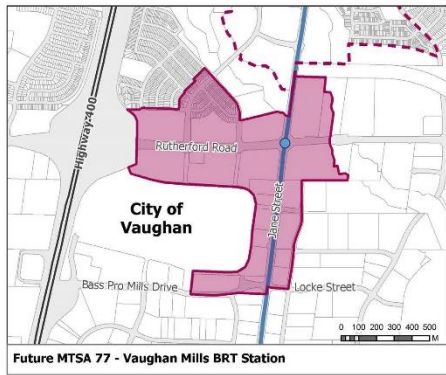 Highway 400
Rutherford Road
Jane Street
City of
Vaughan
Bass Pro Mills Drive
Locke Street
0 100 200 300 400 500
M
Future MTSA 77 - Vaughan Mills BRT Station